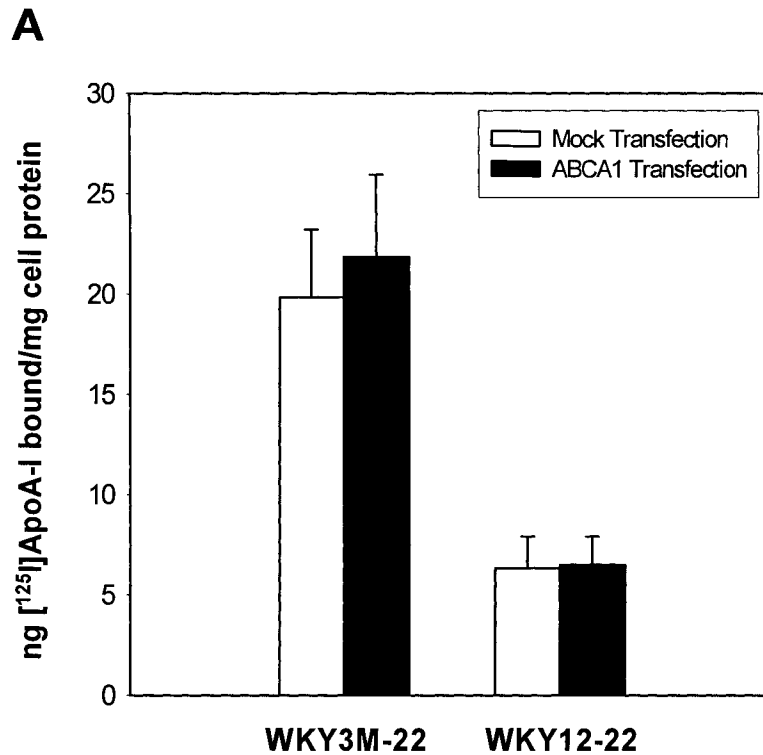 A
30
25
20
15
10
5
0
ng [¹²⁵I]ApoA-I bound/mg cell protein
Mock Transfection
ABCA1 Transfection
WKY3M-22 WKY12-22